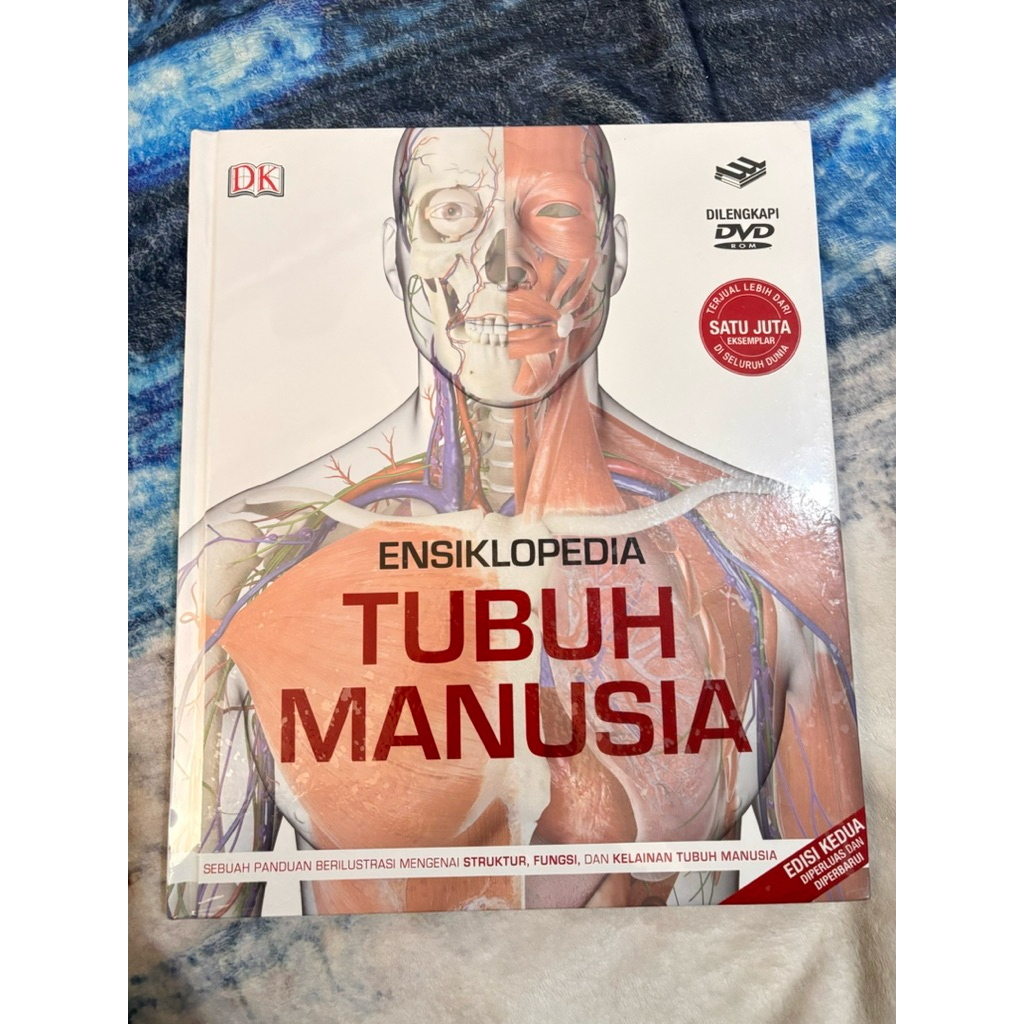 DK
DILENGKAPI
DVD
ROM
TERJUAL LEBIH DARI
SATU JUTA
EKSEMPLAR
DI SELURUH DUNIA
ENSIKLOPEDIA
TUBUH
MANUSIA
SEBUAH PANDUAN BERILUSTRASI MENGENAI STRUKTUR, FUNGSI, DAN KELAINAN TUBUH MANUSIA
EDISI KEDUA
DIPERLUAS DAN
DIPERBARUI